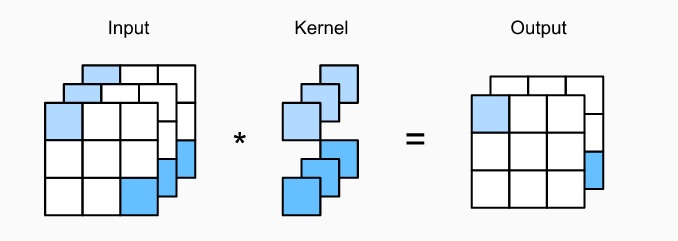 Input
Kernel
Output
*
=